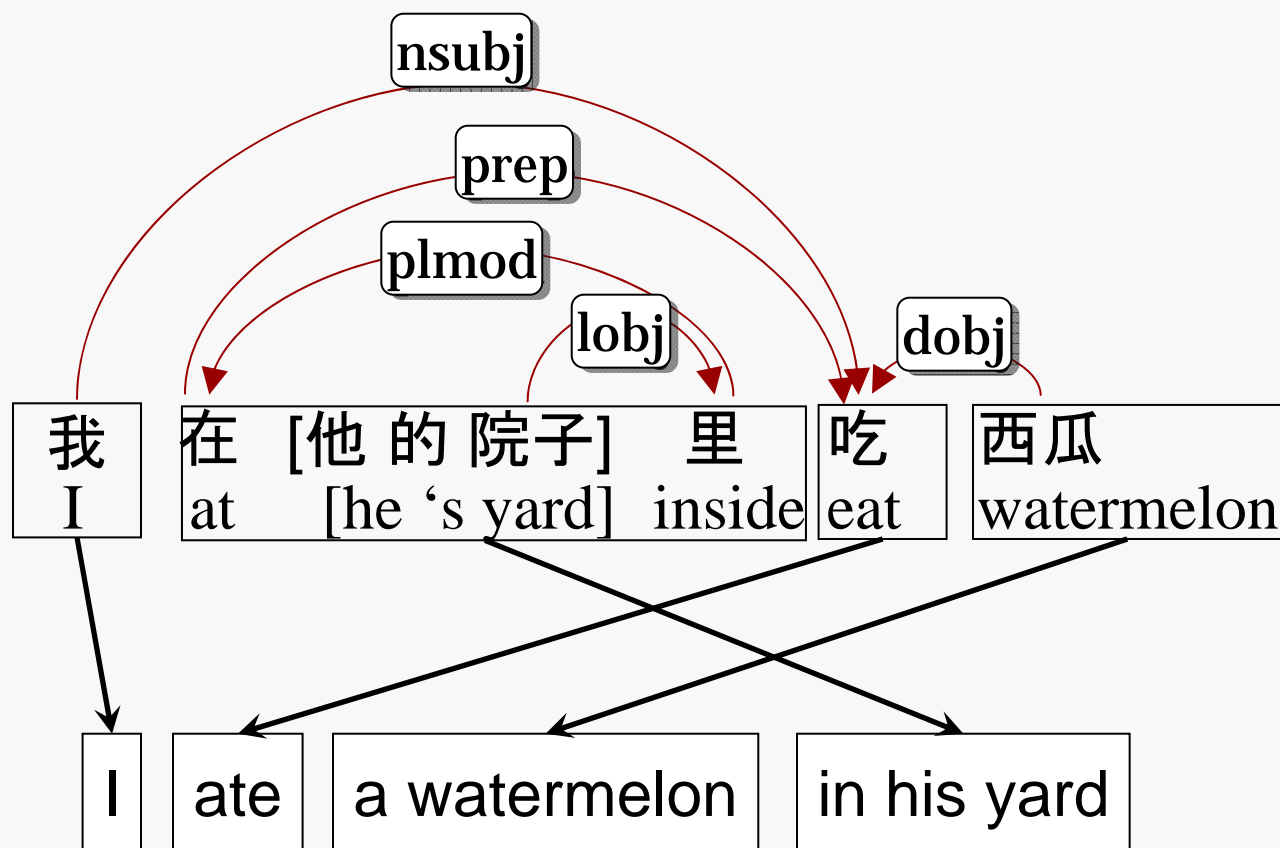 nsubj
prep
plmod
lobj
dobj
我 在 [他 的 院子] 里 吃 西瓜
I at [he ‘s yard] inside eat watermelon
I ate a watermelon in his yard